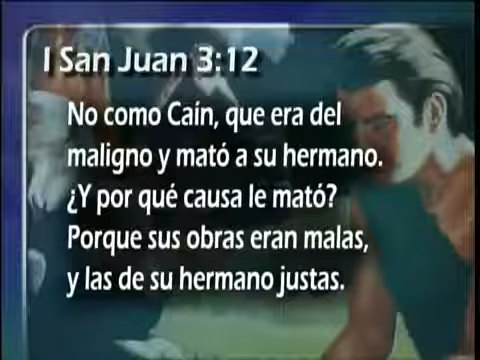 I San Juan 3:12
No como Caín, que era del
maligno y mató a su hermano.
¿Y por qué causa le mató?
Porque sus obras eran malas,
y las de su hermano justas.